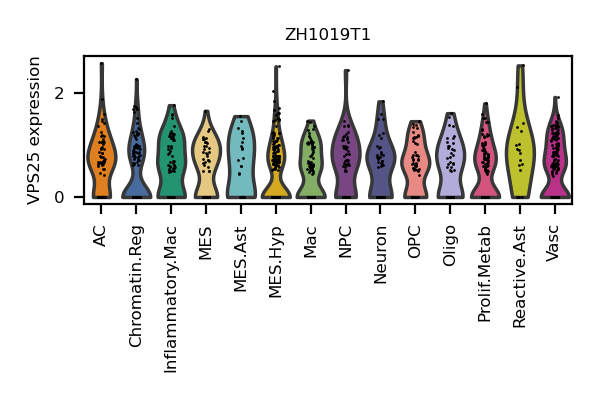 ZH1019T1
VPS25 expression
2
0
AC
Chromatin.Reg
Inflammatory.Mac
MES
MES.Ast
MES.Hyp
Mac
NPC
Neuron
OPC
Oligo
Prolif.Metab
Reactive.Ast
Vasc